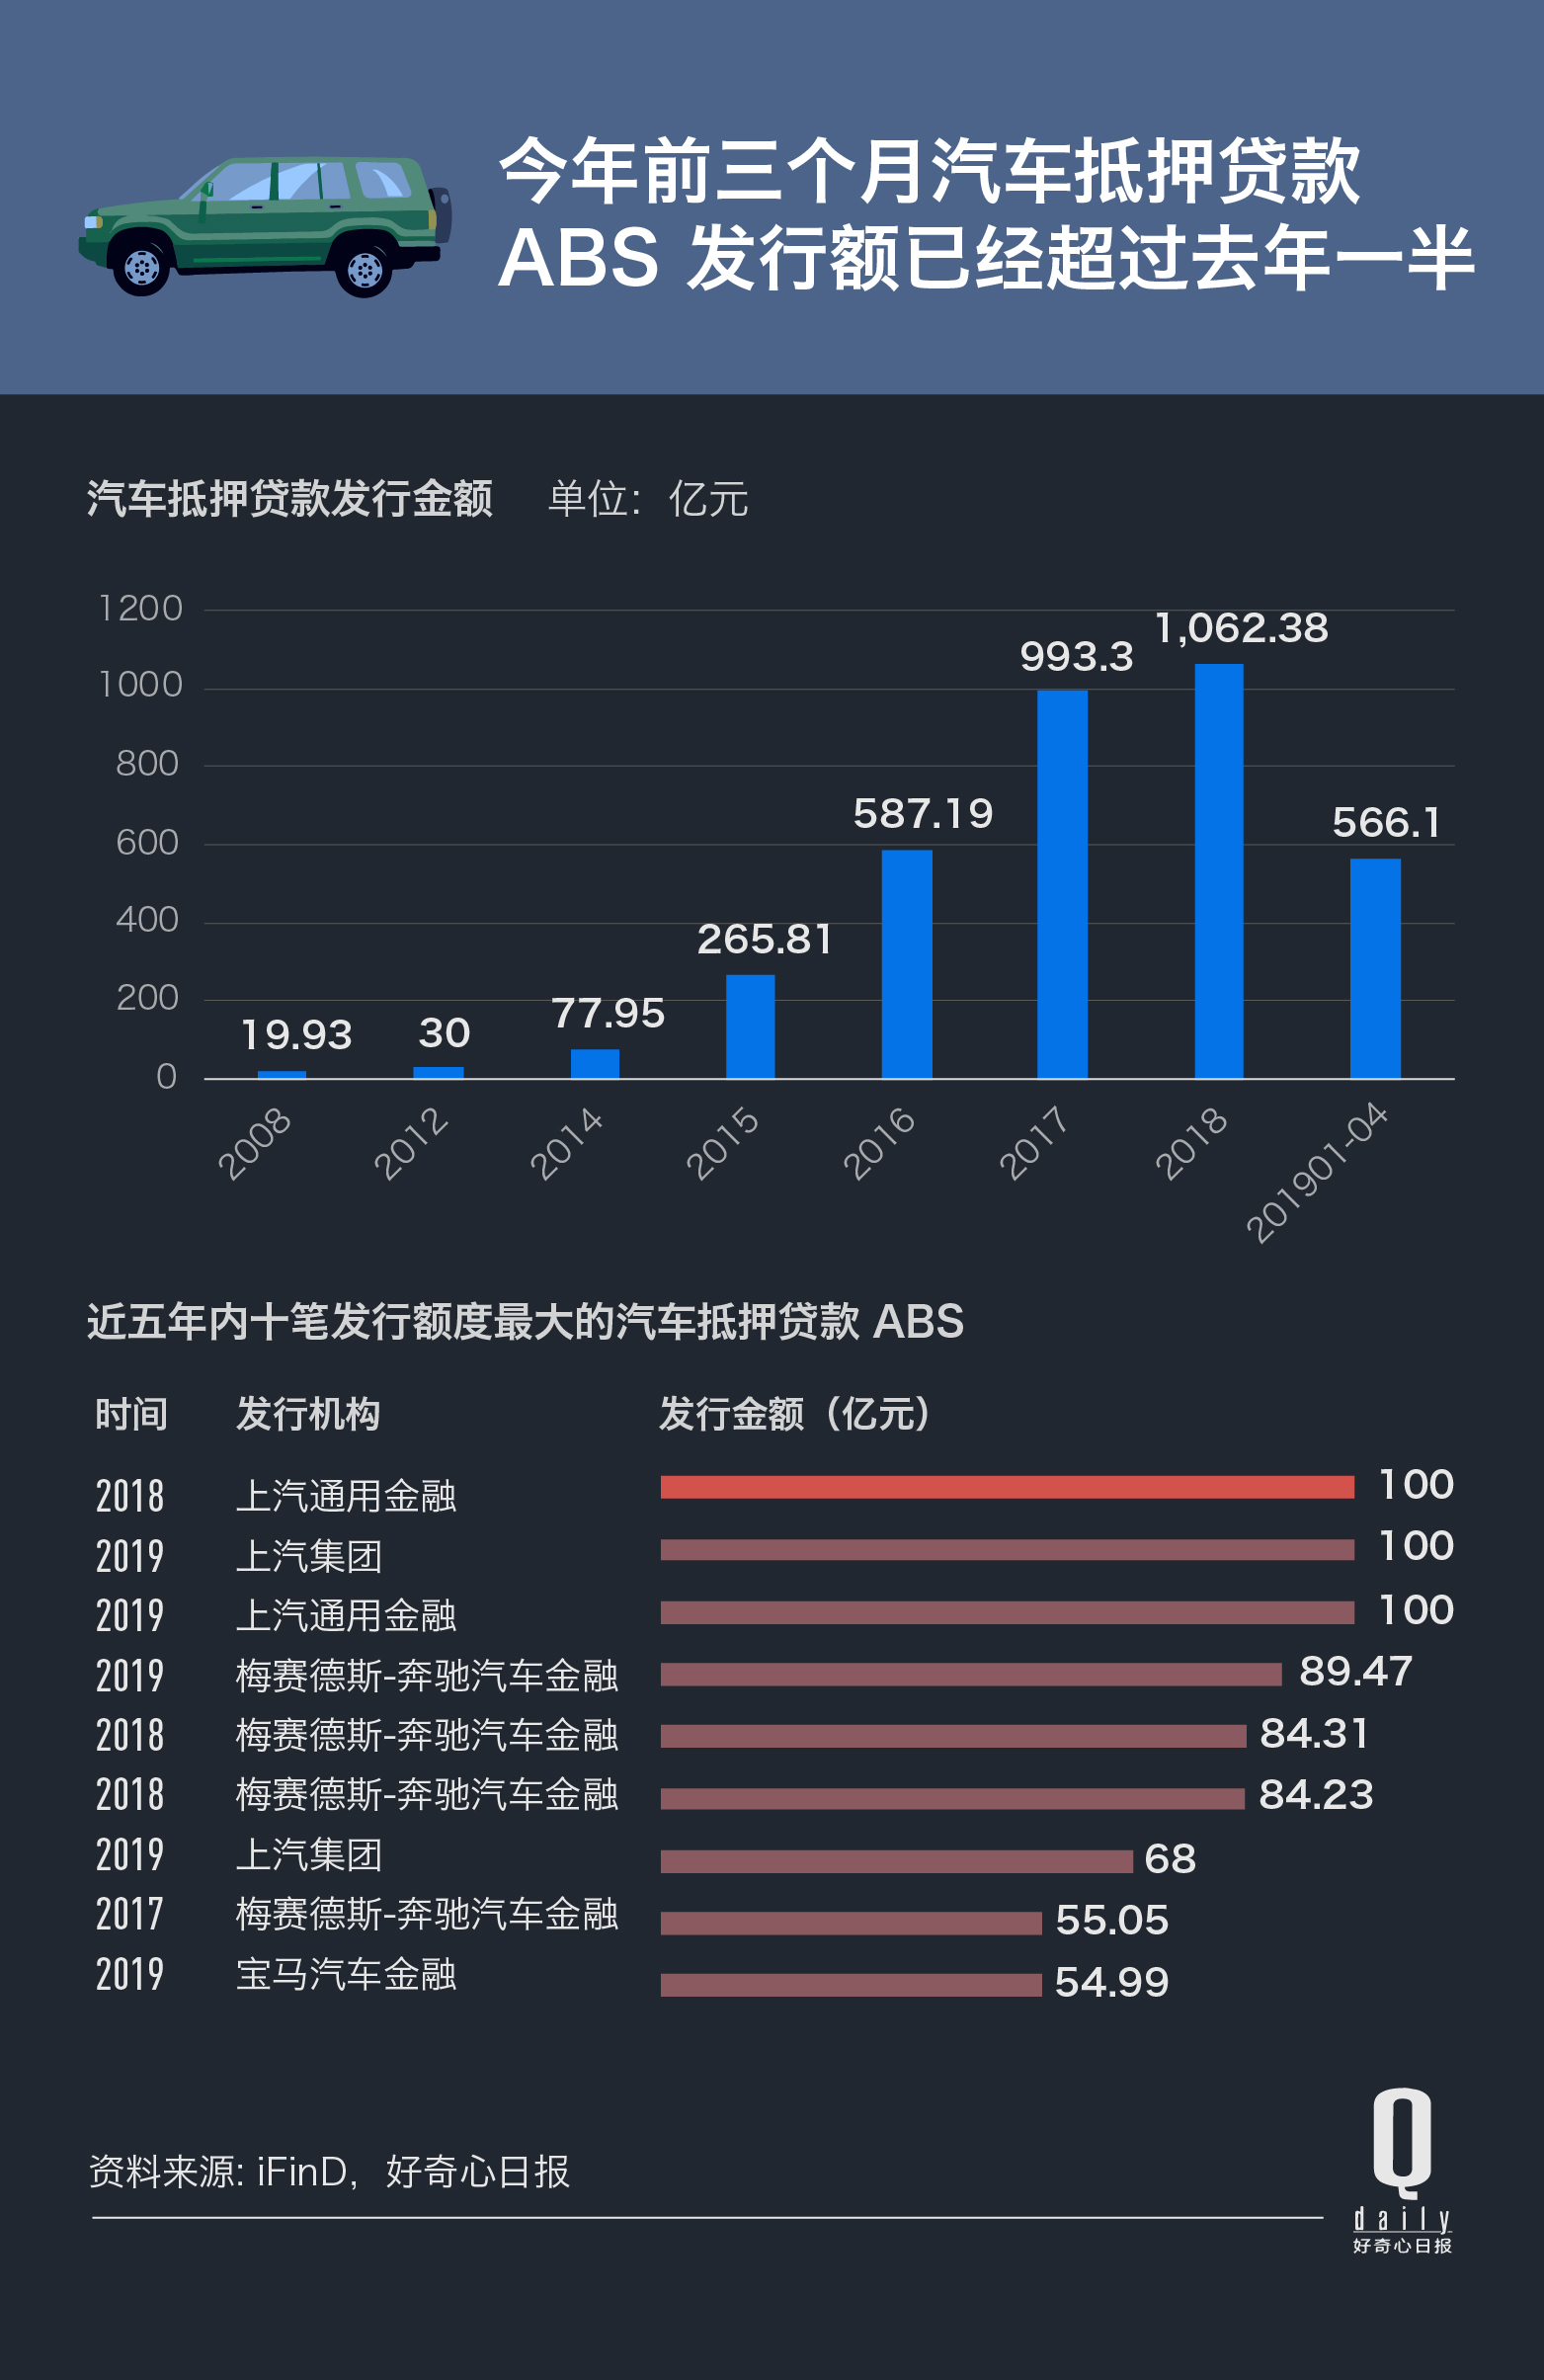 今年前三个月汽车抵押贷款
ABS 发行额已经超过去年一半
汽车抵押贷款发行金额 单位：亿元
1200
1000
800
600
400
200
0
19.93
30
77.95
265.81
587.19
993.3
1,062.38
566.1
2008
2012
2014
2015
2016
2017
2018
201901-04
近五年内十笔发行额度最大的汽车抵押贷款 ABS
时间 发行机构 发行金额（亿元）
2018 上汽通用金融 100
2019 上汽集团 100
2019 上汽通用金融 100
2019 梅赛德斯-奔驰汽车金融 89.47
2018 梅赛德斯-奔驰汽车金融 84.31
2018 梅赛德斯-奔驰汽车金融 84.23
2019 上汽集团 68
2017 梅赛德斯-奔驰汽车金融 55.05
2019 宝马汽车金融 54.99
资料来源: iFinD，好奇心日报
Q
daily
好奇心日报